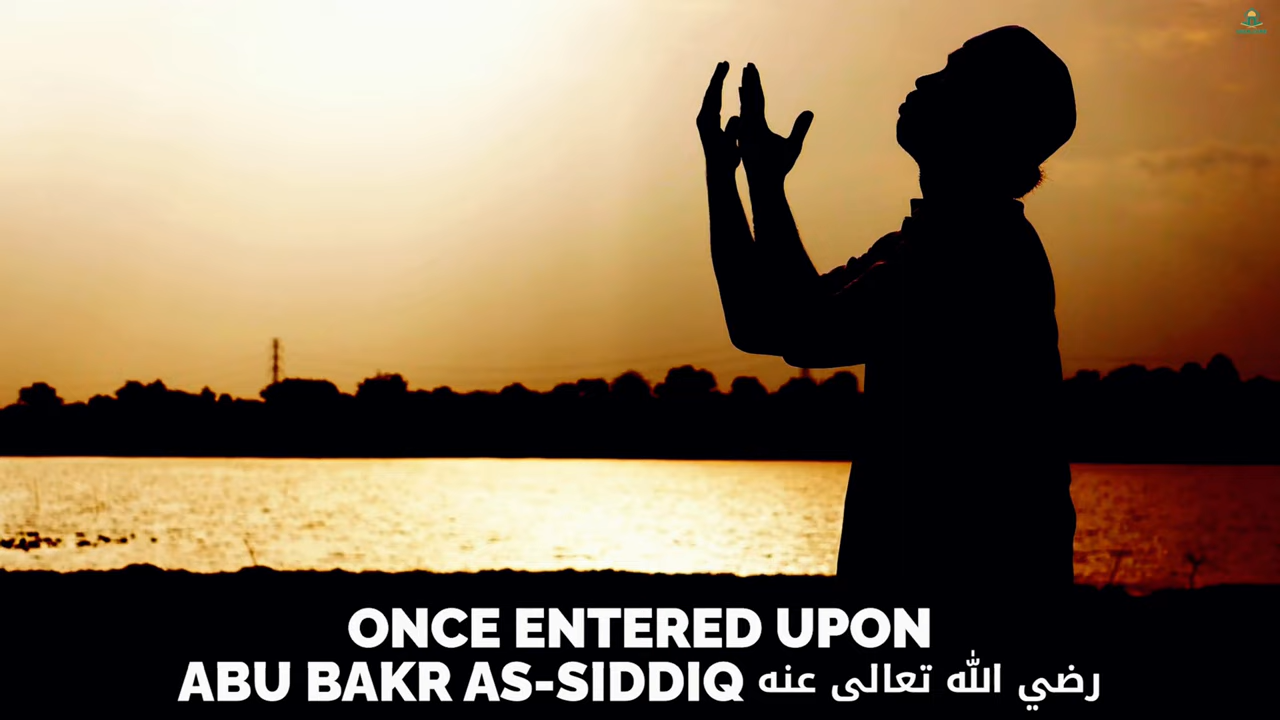 ONCE ENTERED UPON
ABU BAKR AS-SIDDIQ رضي الله تعالى عنه